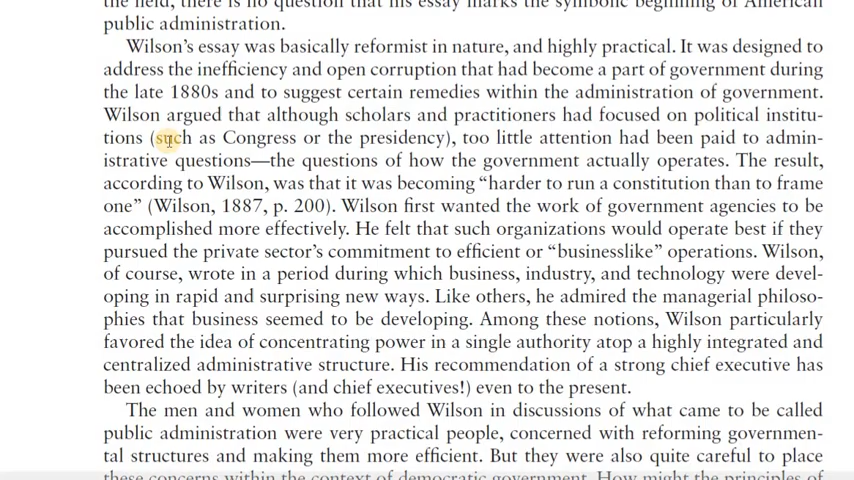 the field, there is no question that his essay marks the symbolic beginning of American
public administration.
Wilson's essay was basically reformist in nature, and highly practical. It was designed to
address the inefficiency and open corruption that had become a part of government during
the late 1880s and to suggest certain remedies within the administration of government.
Wilson argued that although scholars and practitioners had focused on political institu-
tions (such as Congress or the presidency), too little attention had been paid to admin-
istrative questions—the questions of how the government actually operates. The result,
according to Wilson, was that it was becoming “harder to run a constitution than to frame
one” (Wilson, 1887, p. 200). Wilson first wanted the work of government agencies to be
accomplished more effectively. He felt that such organizations would operate best if they
pursued the private sector's commitment to efficient or “businesslike” operations. Wilson,
of course, wrote in a period during which business, industry, and technology were devel-
oping in rapid and surprising new ways. Like others, he admired the managerial philoso-
phies that business seemed to be developing. Among these notions, Wilson particularly
favored the idea of concentrating power in a single authority atop a highly integrated and
centralized administrative structure. His recommendation of a strong chief executive has
been echoed by writers (and chief executives!) even to the present.
The men and women who followed Wilson in discussions of what came to be called
public administration were very practical people, concerned with reforming governmen-
tal structures and making them more efficient. But they were also quite careful to place
these concerns within the context of democratic government. How might the principles of